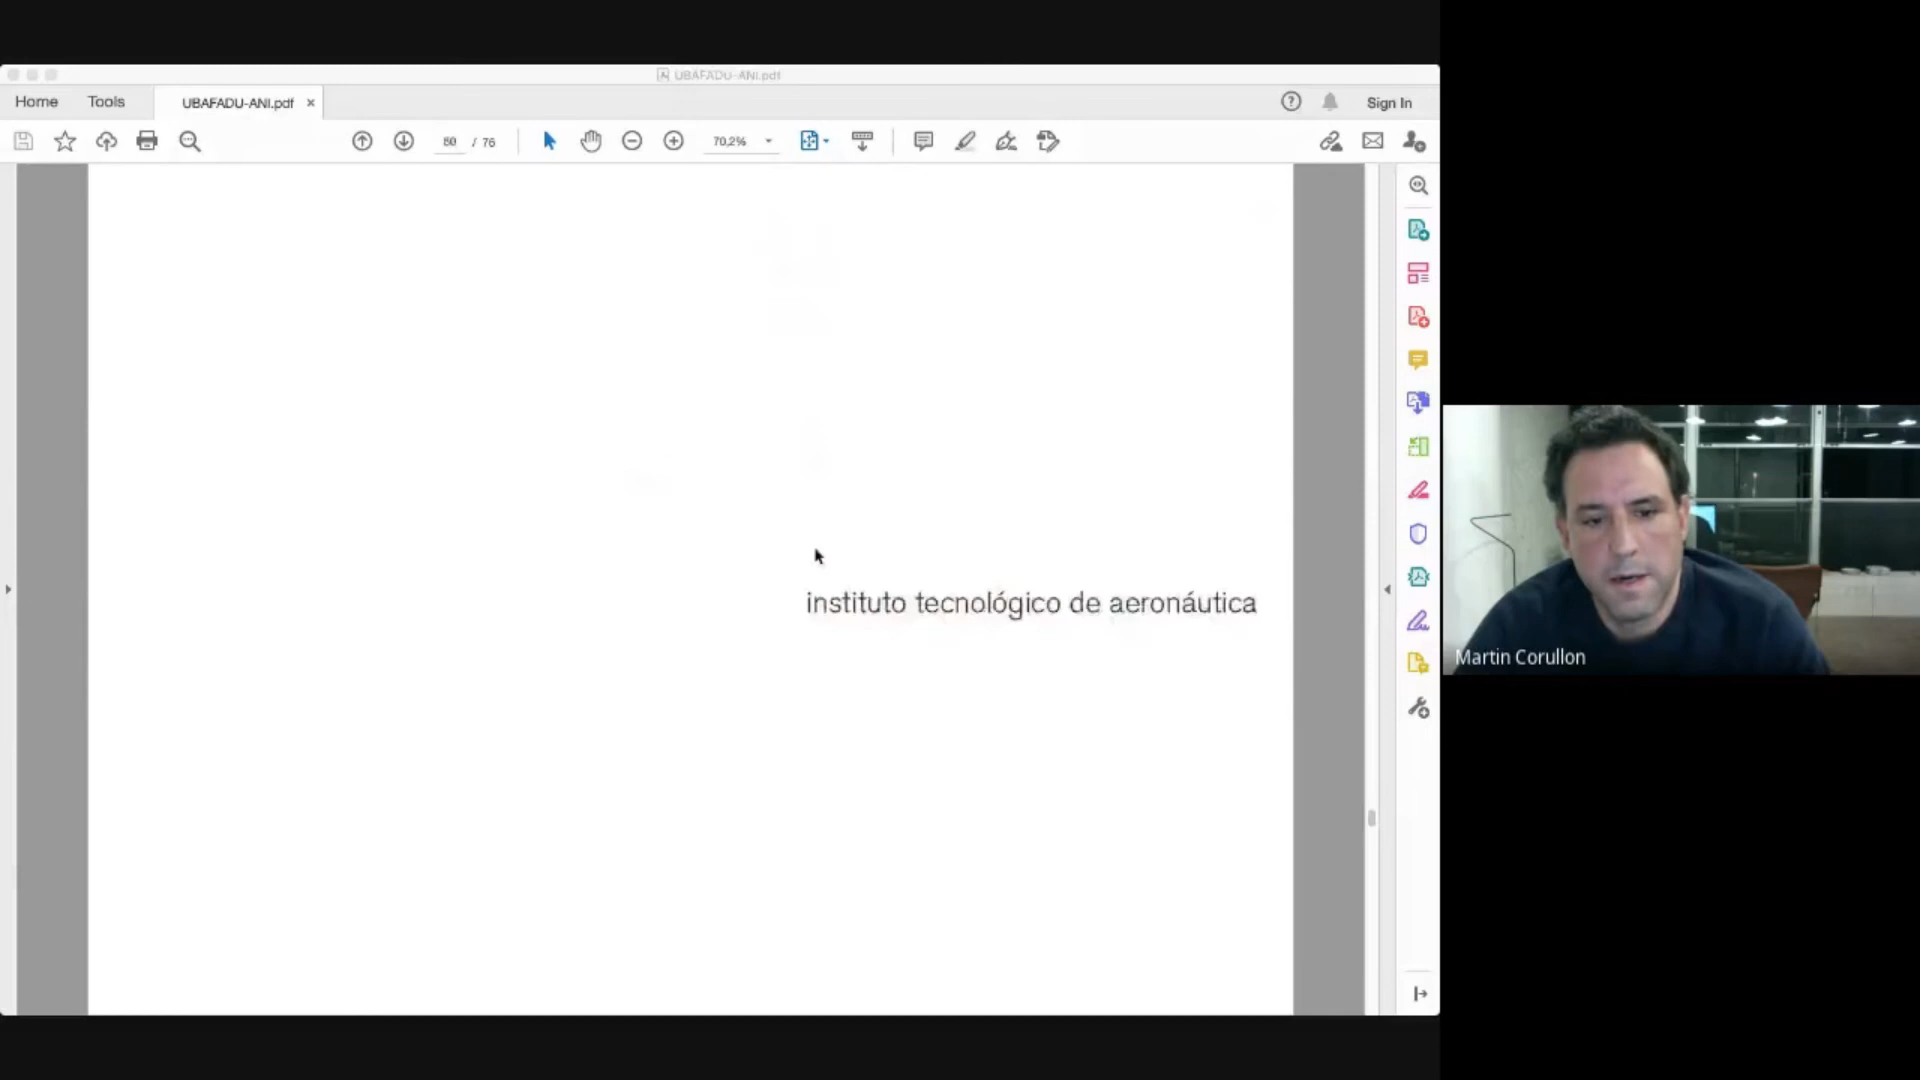 UBAFADU-ANI.pdf
Home Tools UBAFADU-ANI.pdf × Sign In
50 / 76 70,2%
instituto tecnológico de aeronáutica
Martin Corullon